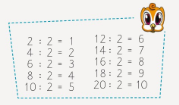 2 : 2 = 1
4 : 2 = 2
6 : 2 = 3
8 : 2 = 4
10 : 2 = 5
12 : 2 = 6
14 : 2 = 7
16 : 2 = 8
18 : 2 = 9
20 : 2 = 10